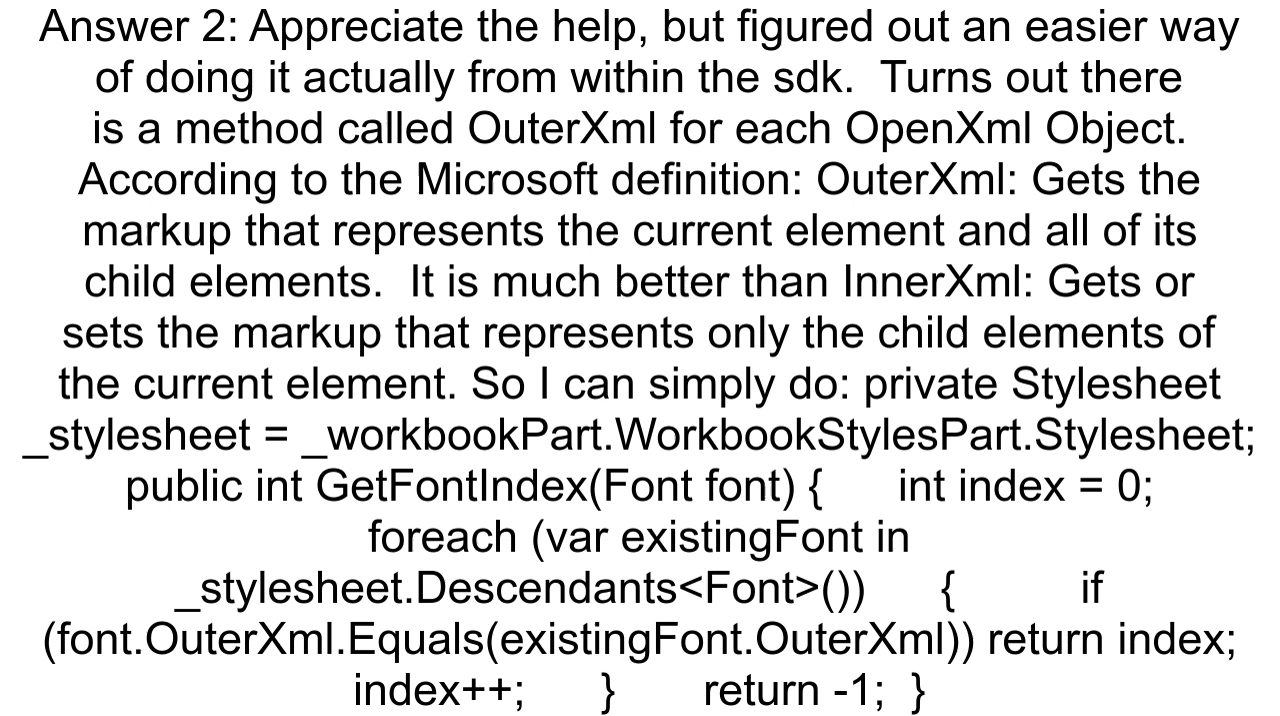 Answer 2: Appreciate the help, but figured out an easier way
of doing it actually from within the sdk.  Turns out there
is a method called OuterXml for each OpenXml Object.
According to the Microsoft definition: OuterXml: Gets the
markup that represents the current element and all of its
child elements.  It is much better than InnerXml: Gets or
sets the markup that represents only the child elements of
the current element. So I can simply do: private Stylesheet
_stylesheet = _workbookPart.WorkbookStylesPart.Stylesheet;
public int GetFontIndex(Font font) {      int index = 0;
foreach (var existingFont in
_stylesheet.Descendants<Font>())      {          if
(font.OuterXml.Equals(existingFont.OuterXml)) return index;
index++;      }       return -1;  }